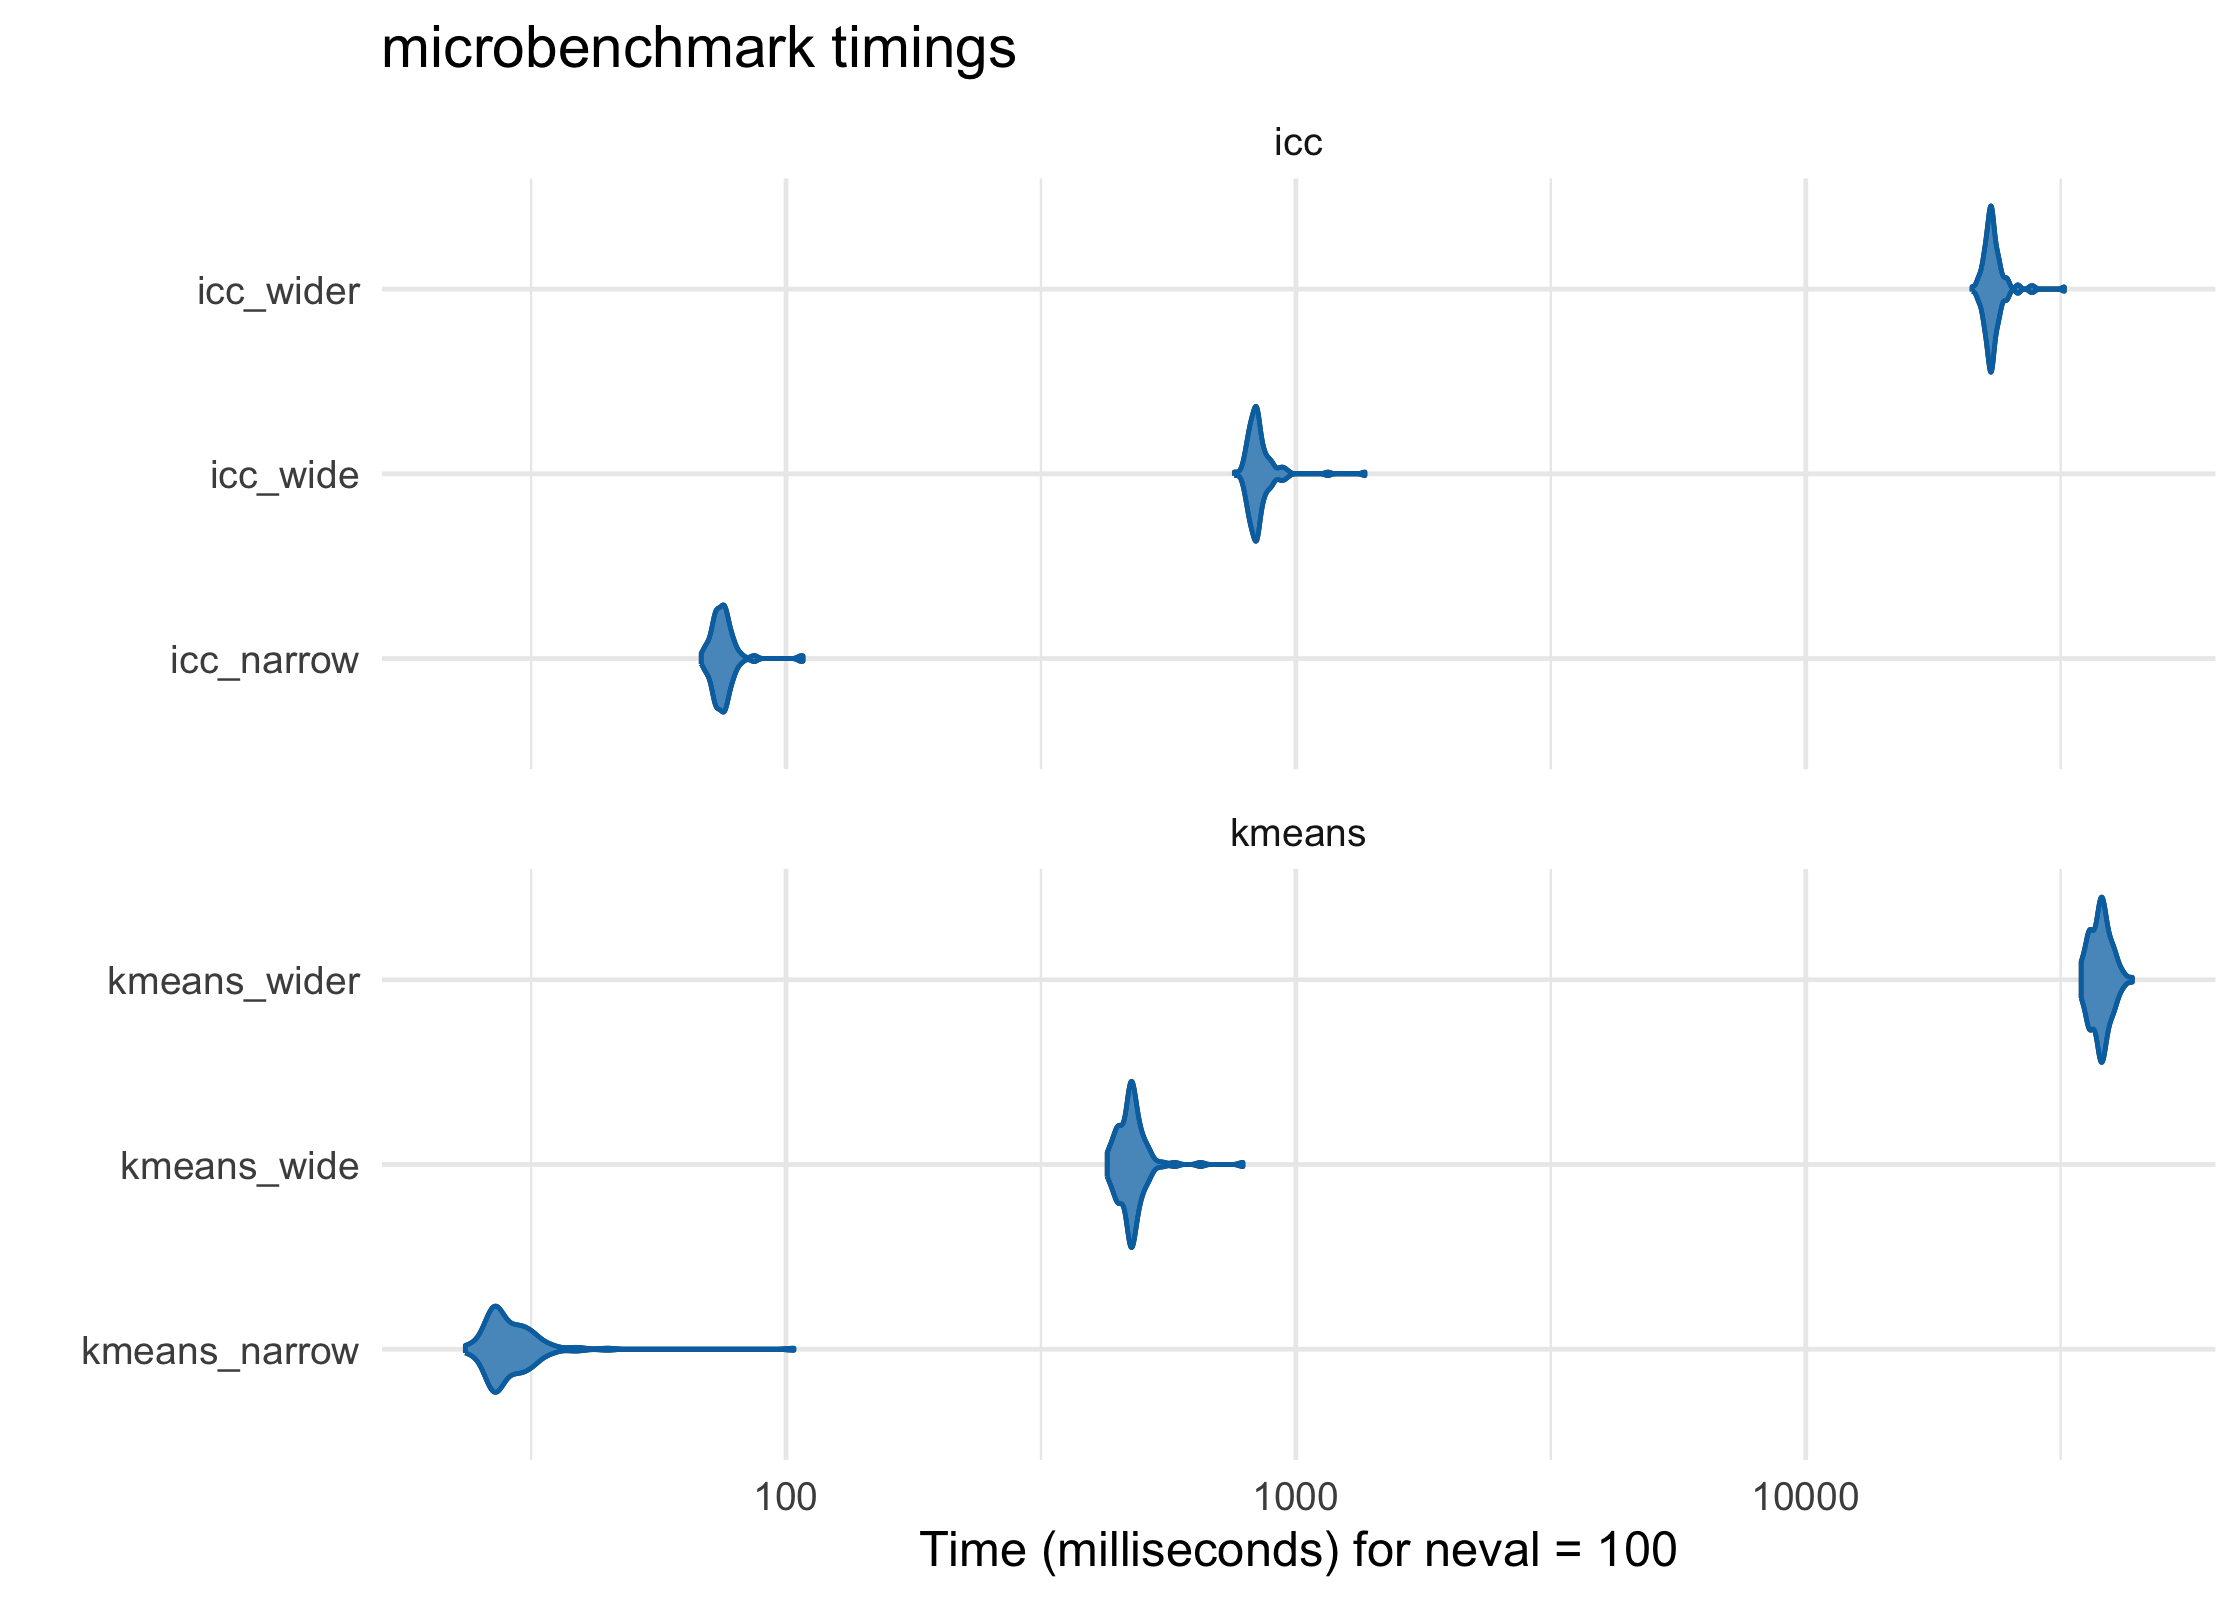 microbenchmark timings
icc
icc_wider
icc_wide
icc_narrow
kmeans
kmeans_wider
kmeans_wide
kmeans_narrow
100 1000 10000
Time (milliseconds) for neval = 100